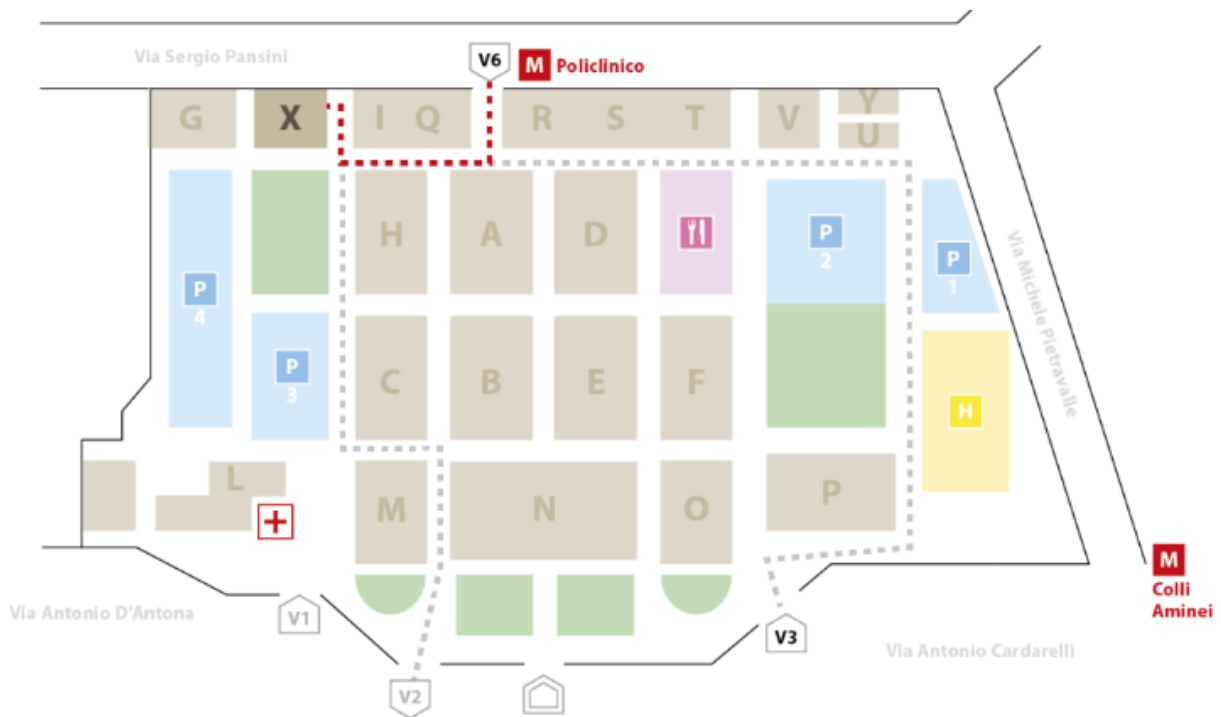 Via Sergio Pansini
V6
M Policlinico
G X I Q R S T V Y
U
H A D
P
2
P
1
P
4
Via Michele Pietravalle
C B E F
P
3
H
L
M N O P
M
Colli
Aminei
Via Antonio D'Antona
V1
V3
Via Antonio Cardarelli
V2